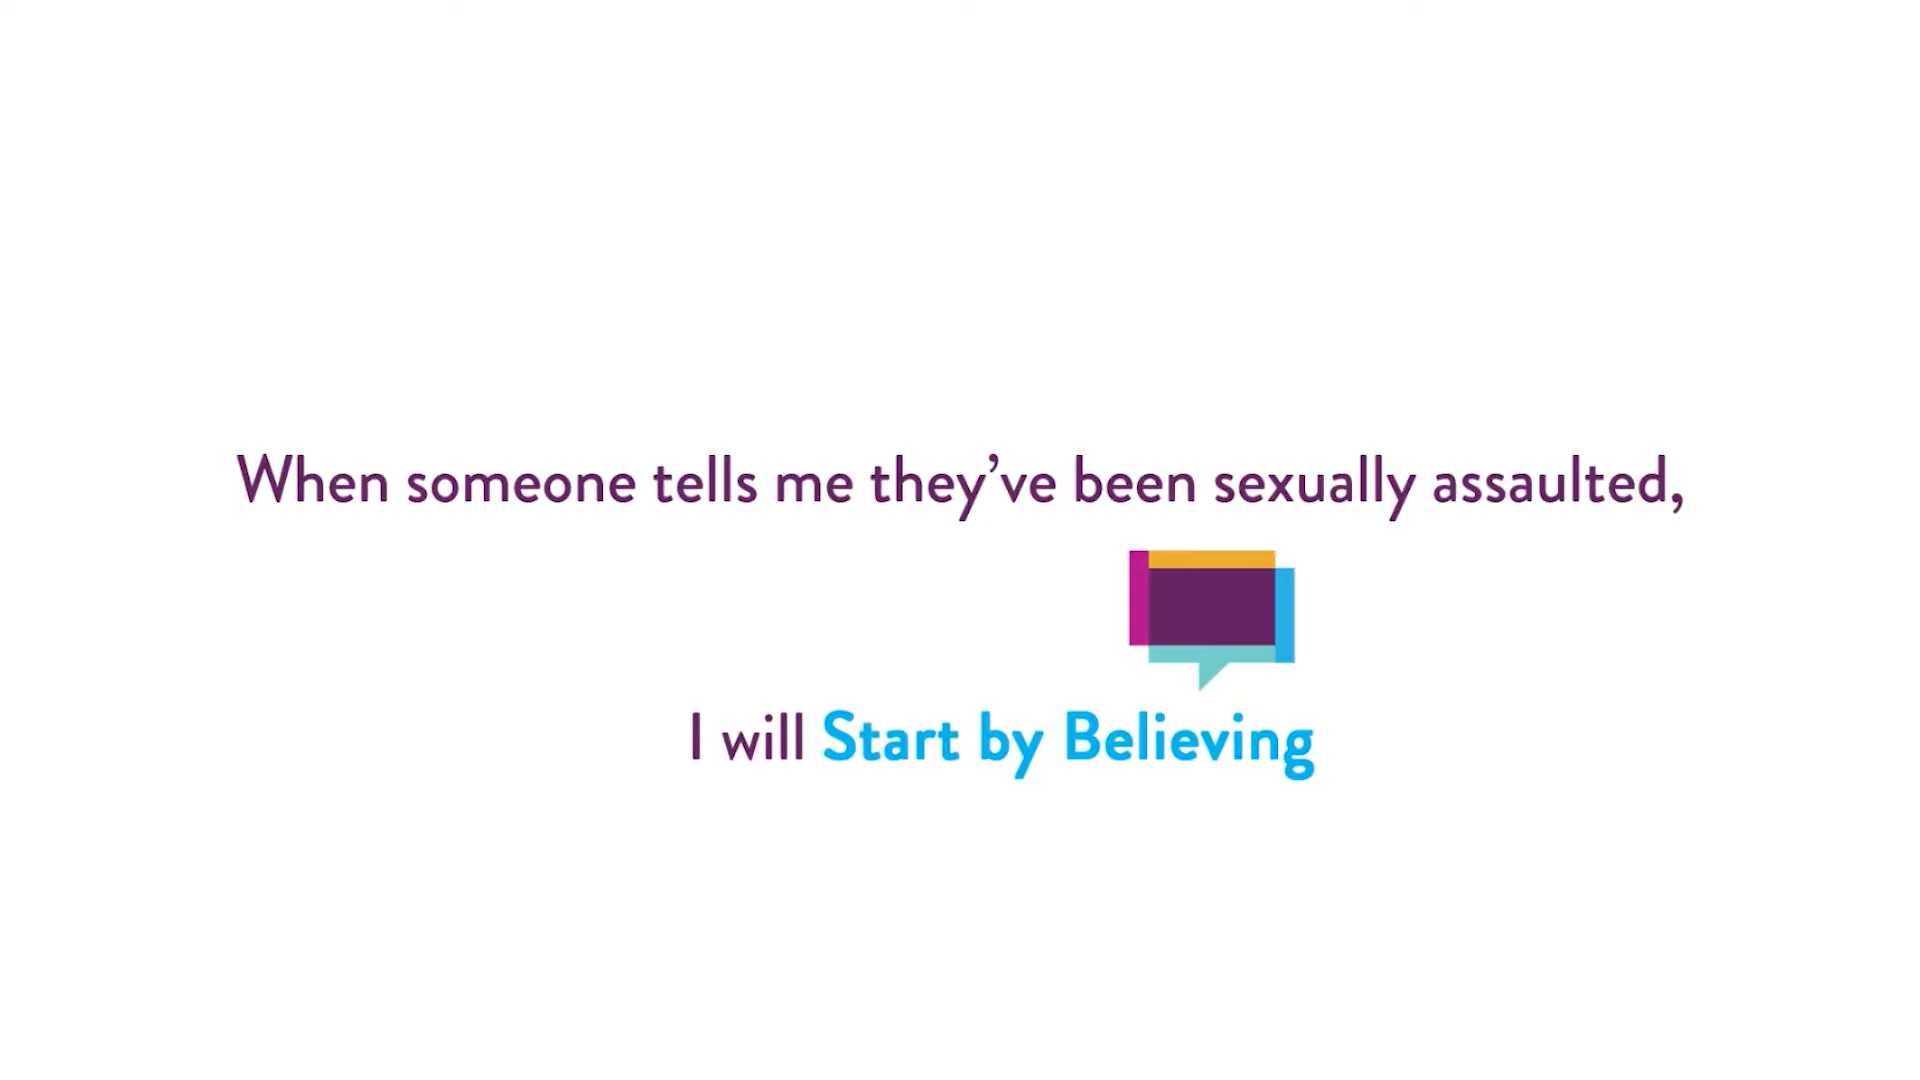 When someone tells me they’ve been sexually assaulted,
I will Start by Believing